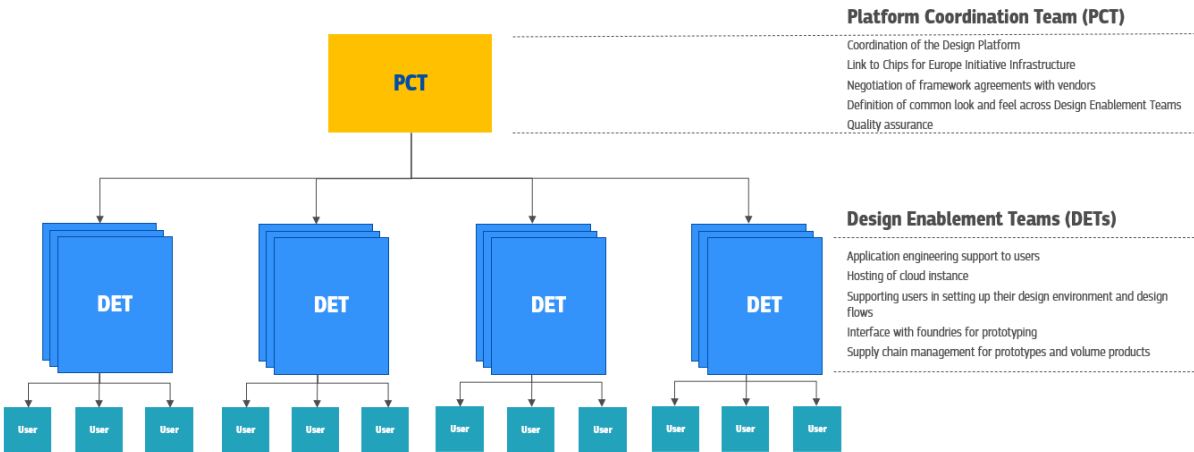 Platform Coordination Team (PCT)
Coordination of the Design Platform
Link to Chips for Europe Initiative Infrastructure
Negotiation of framework agreements with vendors
Definition of common look and feel across Design Enablement Teams
Quality assurance
PCT
Design Enablement Teams (DETs)
Application engineering support to users
Hosting of cloud instance
Supporting users in setting up their design environment and design
flows
Interface with foundries for prototyping
Supply chain management for prototypes and volume products
DET
DET
DET
DET
User
User
User
User
User
User
User
User
User
User
User
User